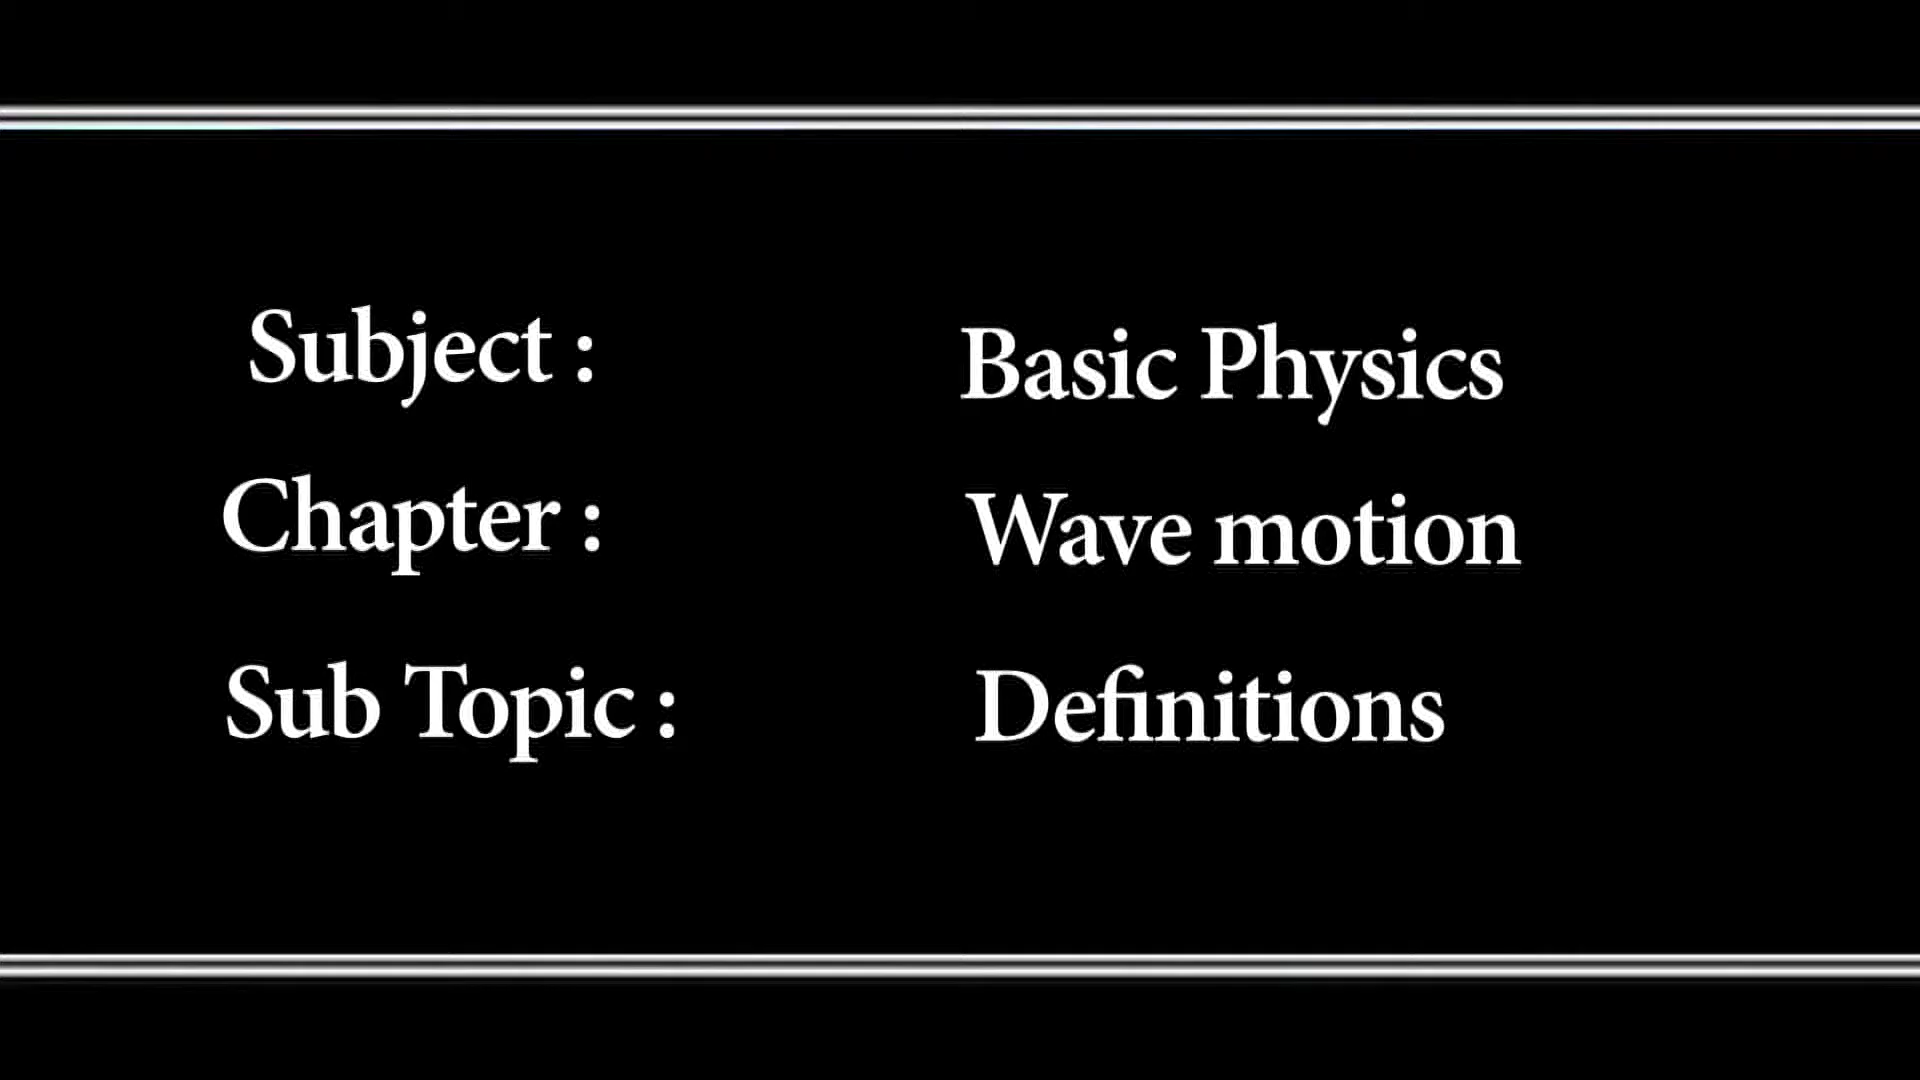 Subject : Basic Physics
Chapter : Wave motion
Sub Topic : Definitions